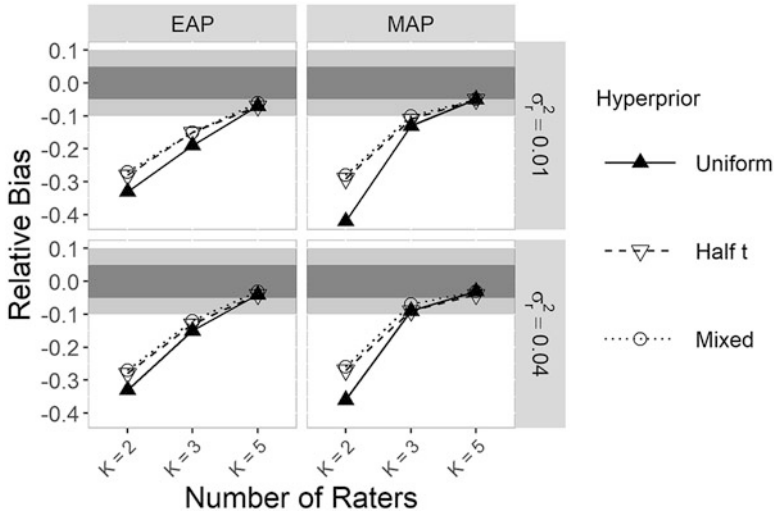 EAP
MAP
0.1
0.0
-0.1
-0.2
-0.3
-0.4
σ²ᵣ = 0.01
0.1
0.0
-0.1
-0.2
-0.3
-0.4
σ²ᵣ = 0.04
Relative Bias
K = 2
K = 3
K = 5
K = 2
K = 3
K = 5
Number of Raters
Hyperprior
Uniform
Half t
Mixed